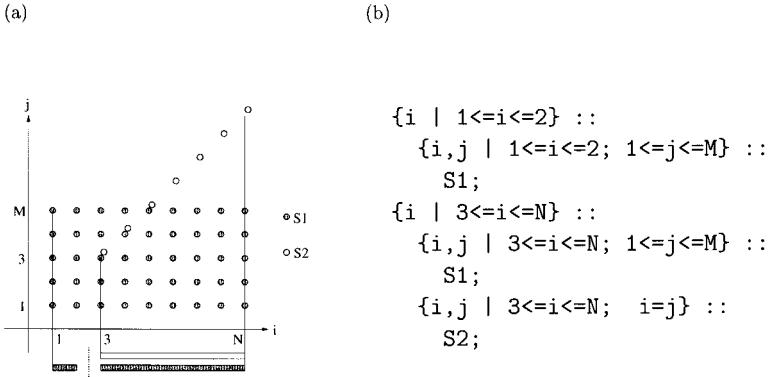 (a)
(b)
j
M
3
1
S1
S2
i
1 3 N
{i | 1<=i<=2} ::
{i,j | 1<=i<=2; 1<=j<=M} ::
S1;
{i | 3<=i<=N} ::
{i,j | 3<=i<=N; 1<=j<=M} ::
S1;
{i,j | 3<=i<=N; i=j} ::
S2;